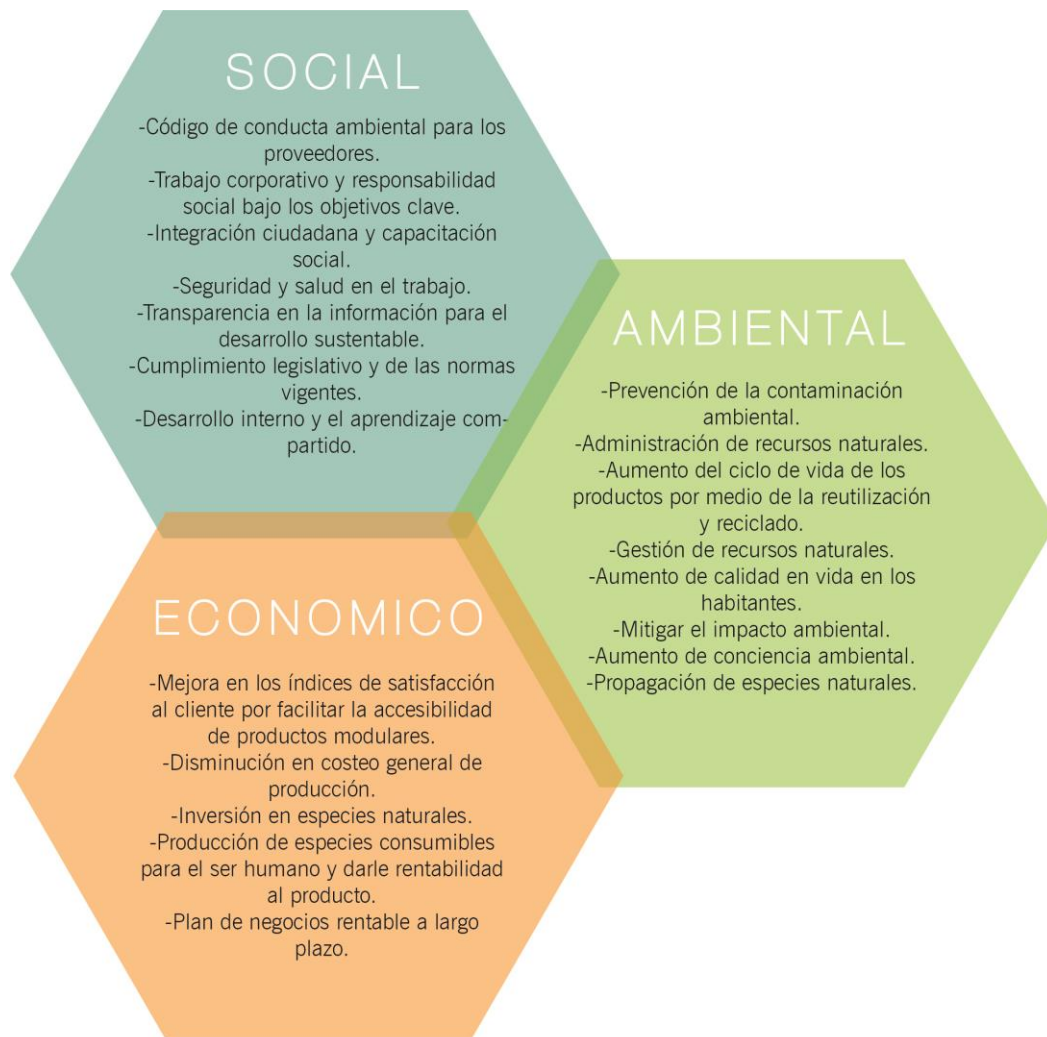 SOCIAL
-Código de conducta ambiental para los
proveedores.
-Trabajo corporativo y responsabilidad
social bajo los objetivos clave.
-Integración ciudadana y capacitación
social.
-Seguridad y salud en el trabajo.
-Transparencia en la información para el
desarrollo sustentable.
-Cumplimiento legislativo y de las normas
vigentes.
-Desarrollo interno y el aprendizaje com-
partido.
AMBIENTAL
-Prevención de la contaminación
ambiental.
-Administración de recursos naturales.
-Aumento del ciclo de vida de los
productos por medio de la reutilización
y reciclado.
-Gestión de recursos naturales.
-Aumento de calidad en vida en los
habitantes.
-Mitigar el impacto ambiental.
-Aumento de conciencia ambiental.
-Propagación de especies naturales.
ECONOMICO
-Mejora en los índices de satisfacción
al cliente por facilitar la accesibilidad
de productos modulares.
-Disminución en costeo general de
producción.
-Inversión en especies naturales.
-Producción de especies consumibles
para el ser humano y darle rentabilidad
al producto.
-Plan de negocios rentable a largo
plazo.